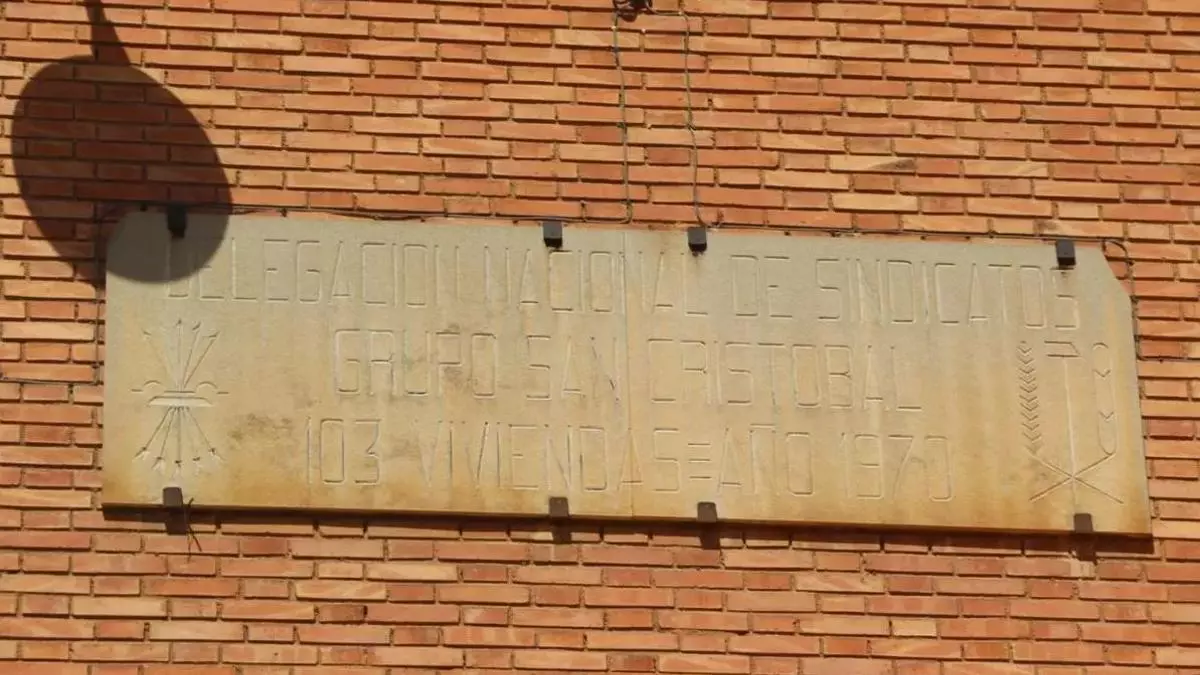 DELEGACION NACIONAL DE SINDICATOS
GRUPO SAN CRISTOBAL
103 VIVIENDAS=AÑO 1970